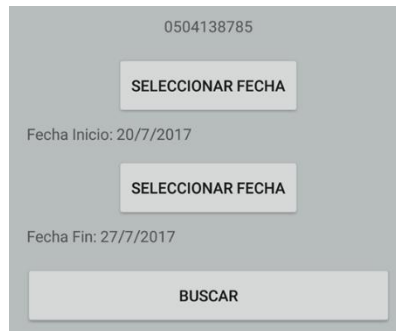 0504138785
SELECCIONAR FECHA
Fecha Inicio: 20/7/2017
SELECCIONAR FECHA
Fecha Fin: 27/7/2017
BUSCAR